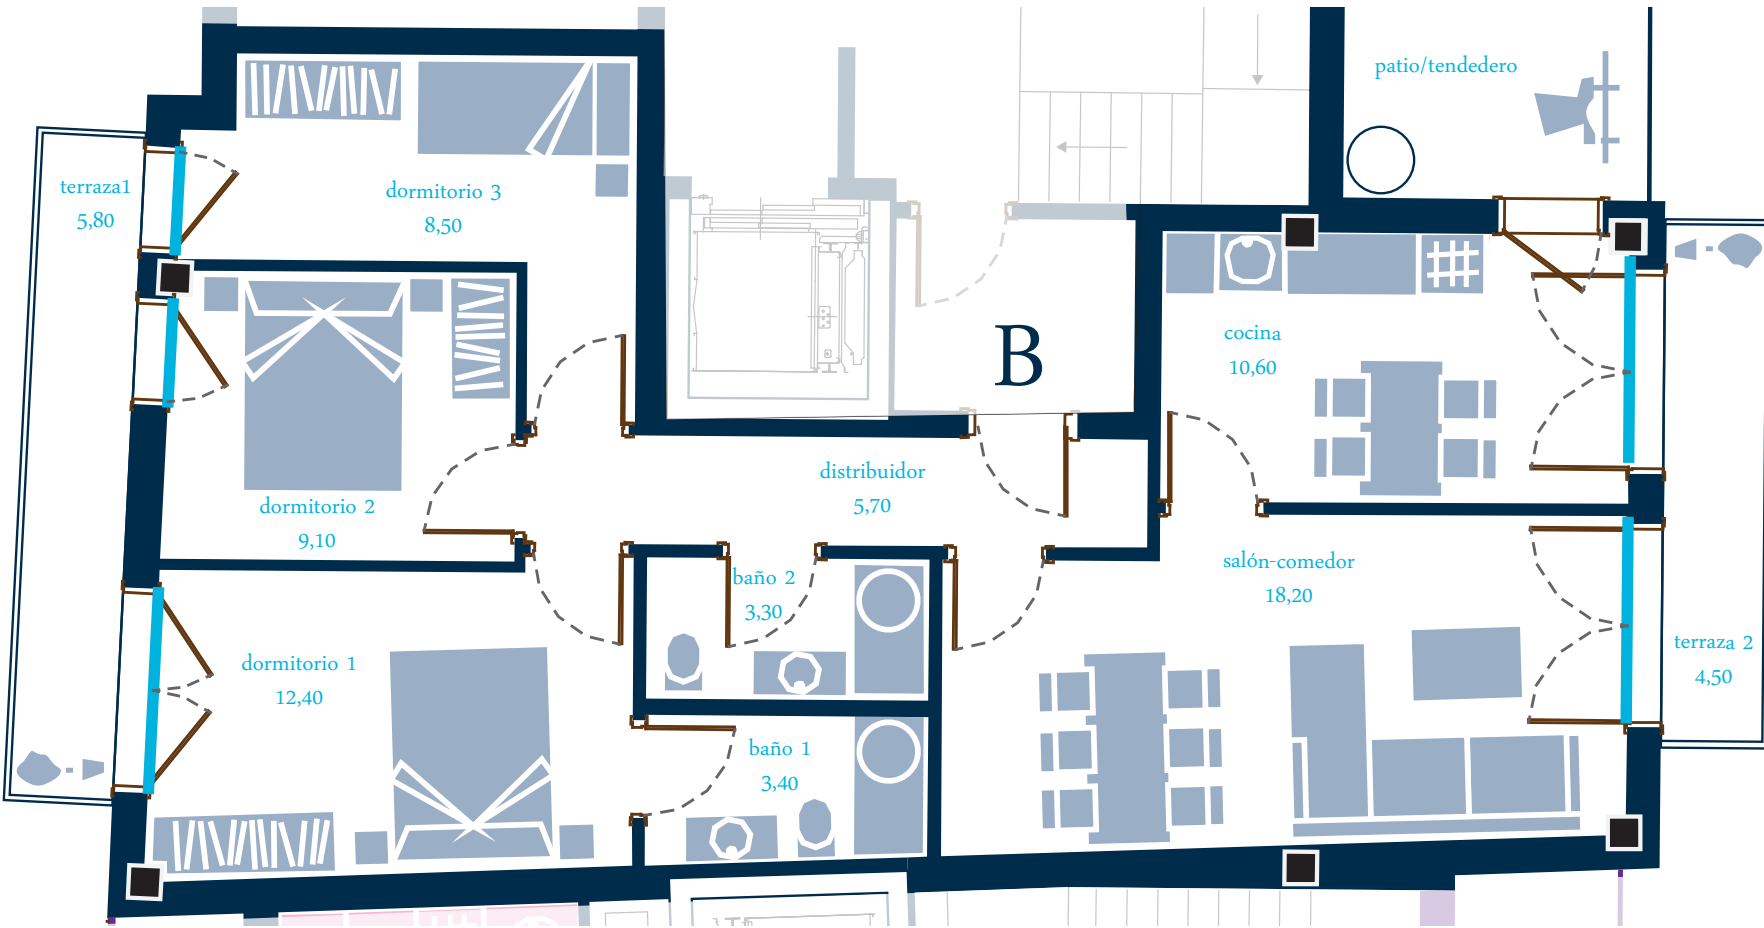 patio/tendedero
terraza1
5,80
dormitorio 3
8,50
B
cocina
10,60
distribuidor
5,70
dormitorio 2
9,10
salón-comedor
18,20
baño 2
3,30
terraza 2
4,50
dormitorio 1
12,40
baño 1
3,40